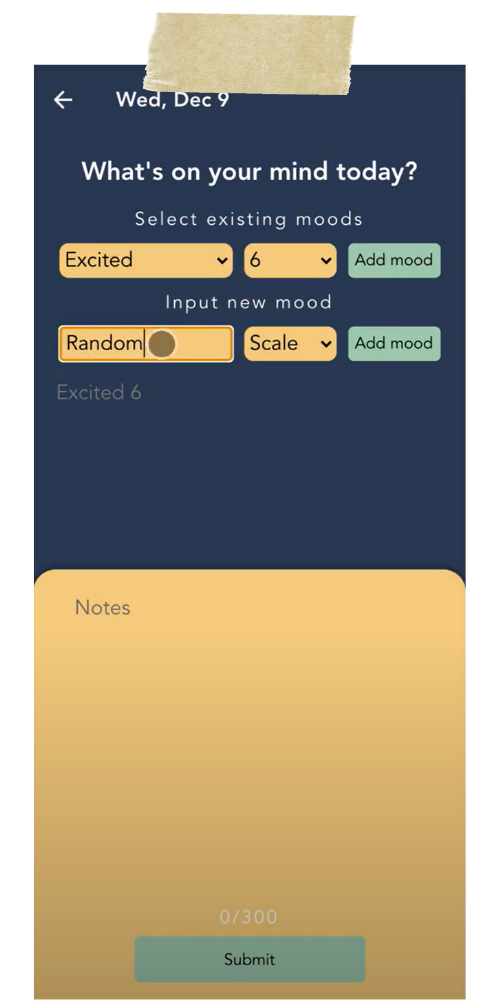 Wed, Dec 9
What's on your mind today?
Select existing moods
Excited 6 Add mood
Input new mood
Random Scale Add mood
Excited 6
Notes
0/300
Submit